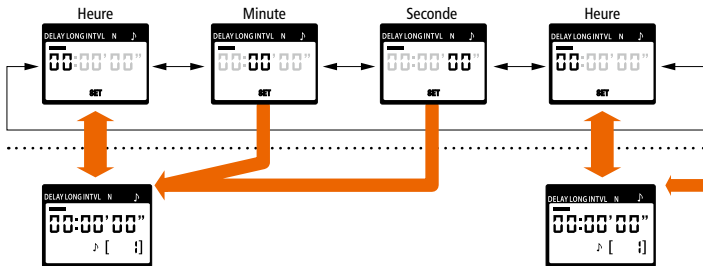 Heure Minute Seconde Heure
DELAY LONG INTVL N ♪ DELAY LONG INTVL N ♪ DELAY LONG INTVL N ♪ DELAY LONG INTVL N ♪
00:00'00" 00:00'00" 00:00'00" 00:00'00"
SET SET SET SET
DELAY LONG INTVL N ♪ DELAY LONG INTVL N ♪
00:00'00" 00:00'00"
♪ [ 1] ♪ [ 1]